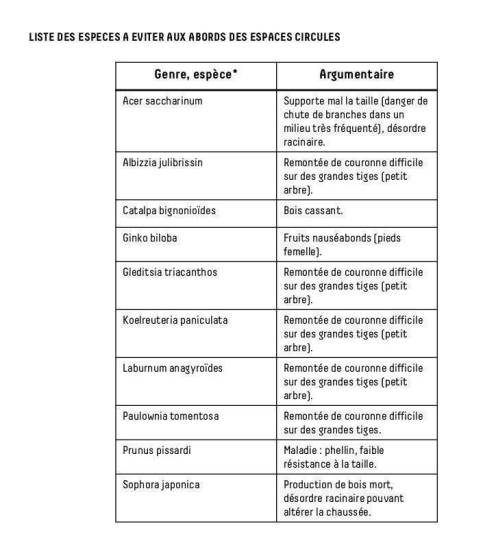 LISTE DES ESPECES A EVITER AUX ABORDS DES ESPACES CIRCULES
Genre, espèce* Argumentaire
Acer saccharinum Supporte mal la taille (danger de
chute de branches dans un
milieu très fréquenté), désordre
racinaire.
Albizzia julibrissin Remontée de couronne difficile
sur des grandes tiges (petit
arbre).
Catalpa bignonioïdes Bois cassant.
Ginko biloba Fruits nauséabonds (pieds
femelle).
Gleditsia triacanthos Remontée de couronne difficile
sur des grandes tiges (petit
arbre).
Koelreuteria paniculata Remontée de couronne difficile
sur des grandes tiges (petit
arbre).
Laburnum anagyroïdes Remontée de couronne difficile
sur des grandes tiges (petit
arbre).
Paulownia tomentosa Remontée de couronne difficile
sur des grandes tiges.
Prunus pissardi Maladie : phellin, faible
résistance à la taille.
Sophora japonica Production de bois mort,
désordre racinaire pouvant
altérer la chaussée.